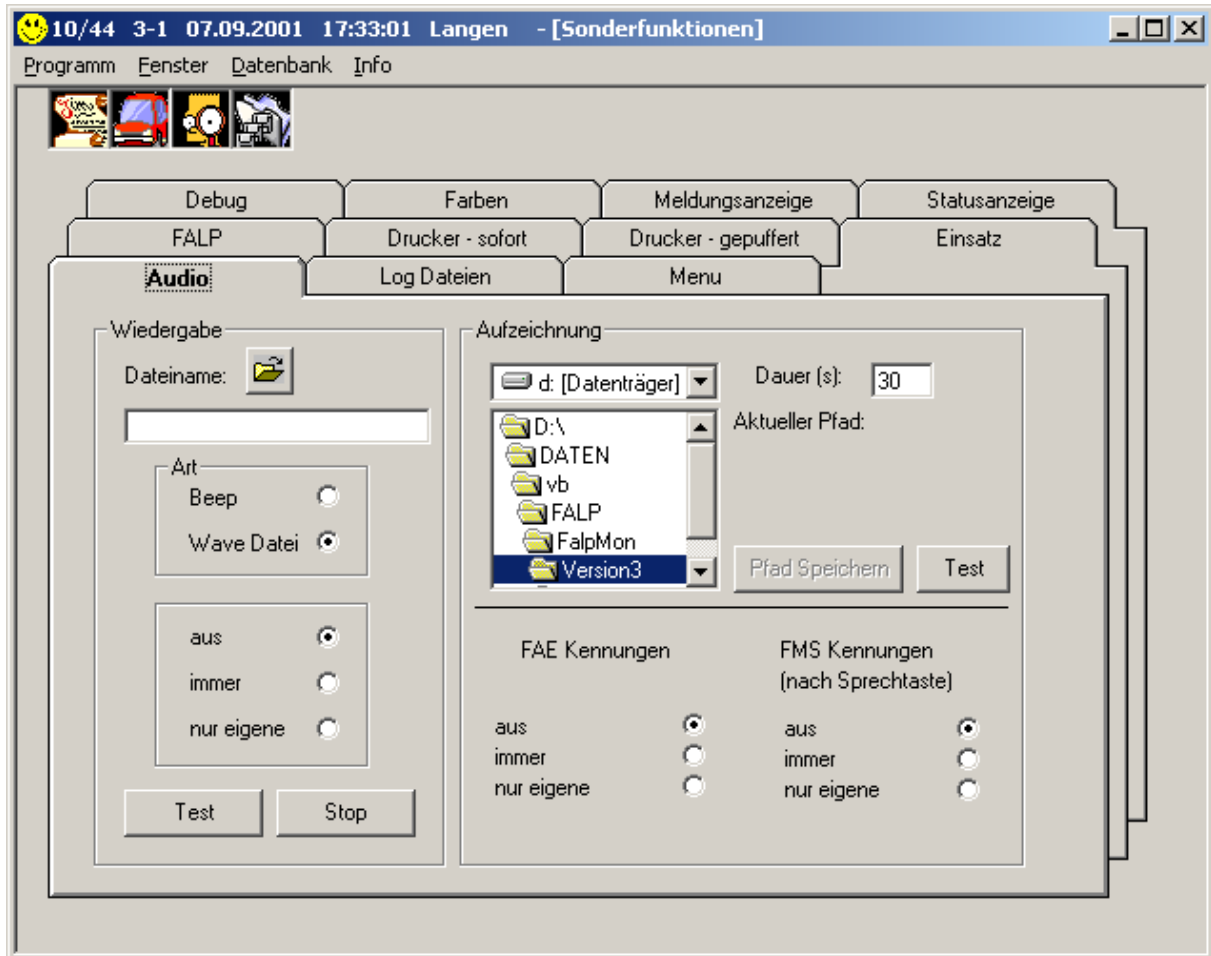 10/44 3-1 07.09.2001 17:33:01 Langen - [Sonderfunktionen]
Programm Fenster Datenbank Info
Debug Farben Meldungsanzeige Statusanzeige
FALP Drucker - sofort Drucker - gepuffert Einsatz
Audio Log Dateien Menu
Wiedergabe
Dateiname:
Art
Beep
Wave Datei
aus
immer
nur eigene
Test Stop
Aufzeichnung
d: [Datenträger] Dauer (s): 30
Aktueller Pfad:
D:\
DATEN
vb
FALP
FalpMon
Version3
Pfad Speichern Test
FAE Kennungen
aus
immer
nur eigene
FMS Kennungen
(nach Sprechtaste)
aus
immer
nur eigene